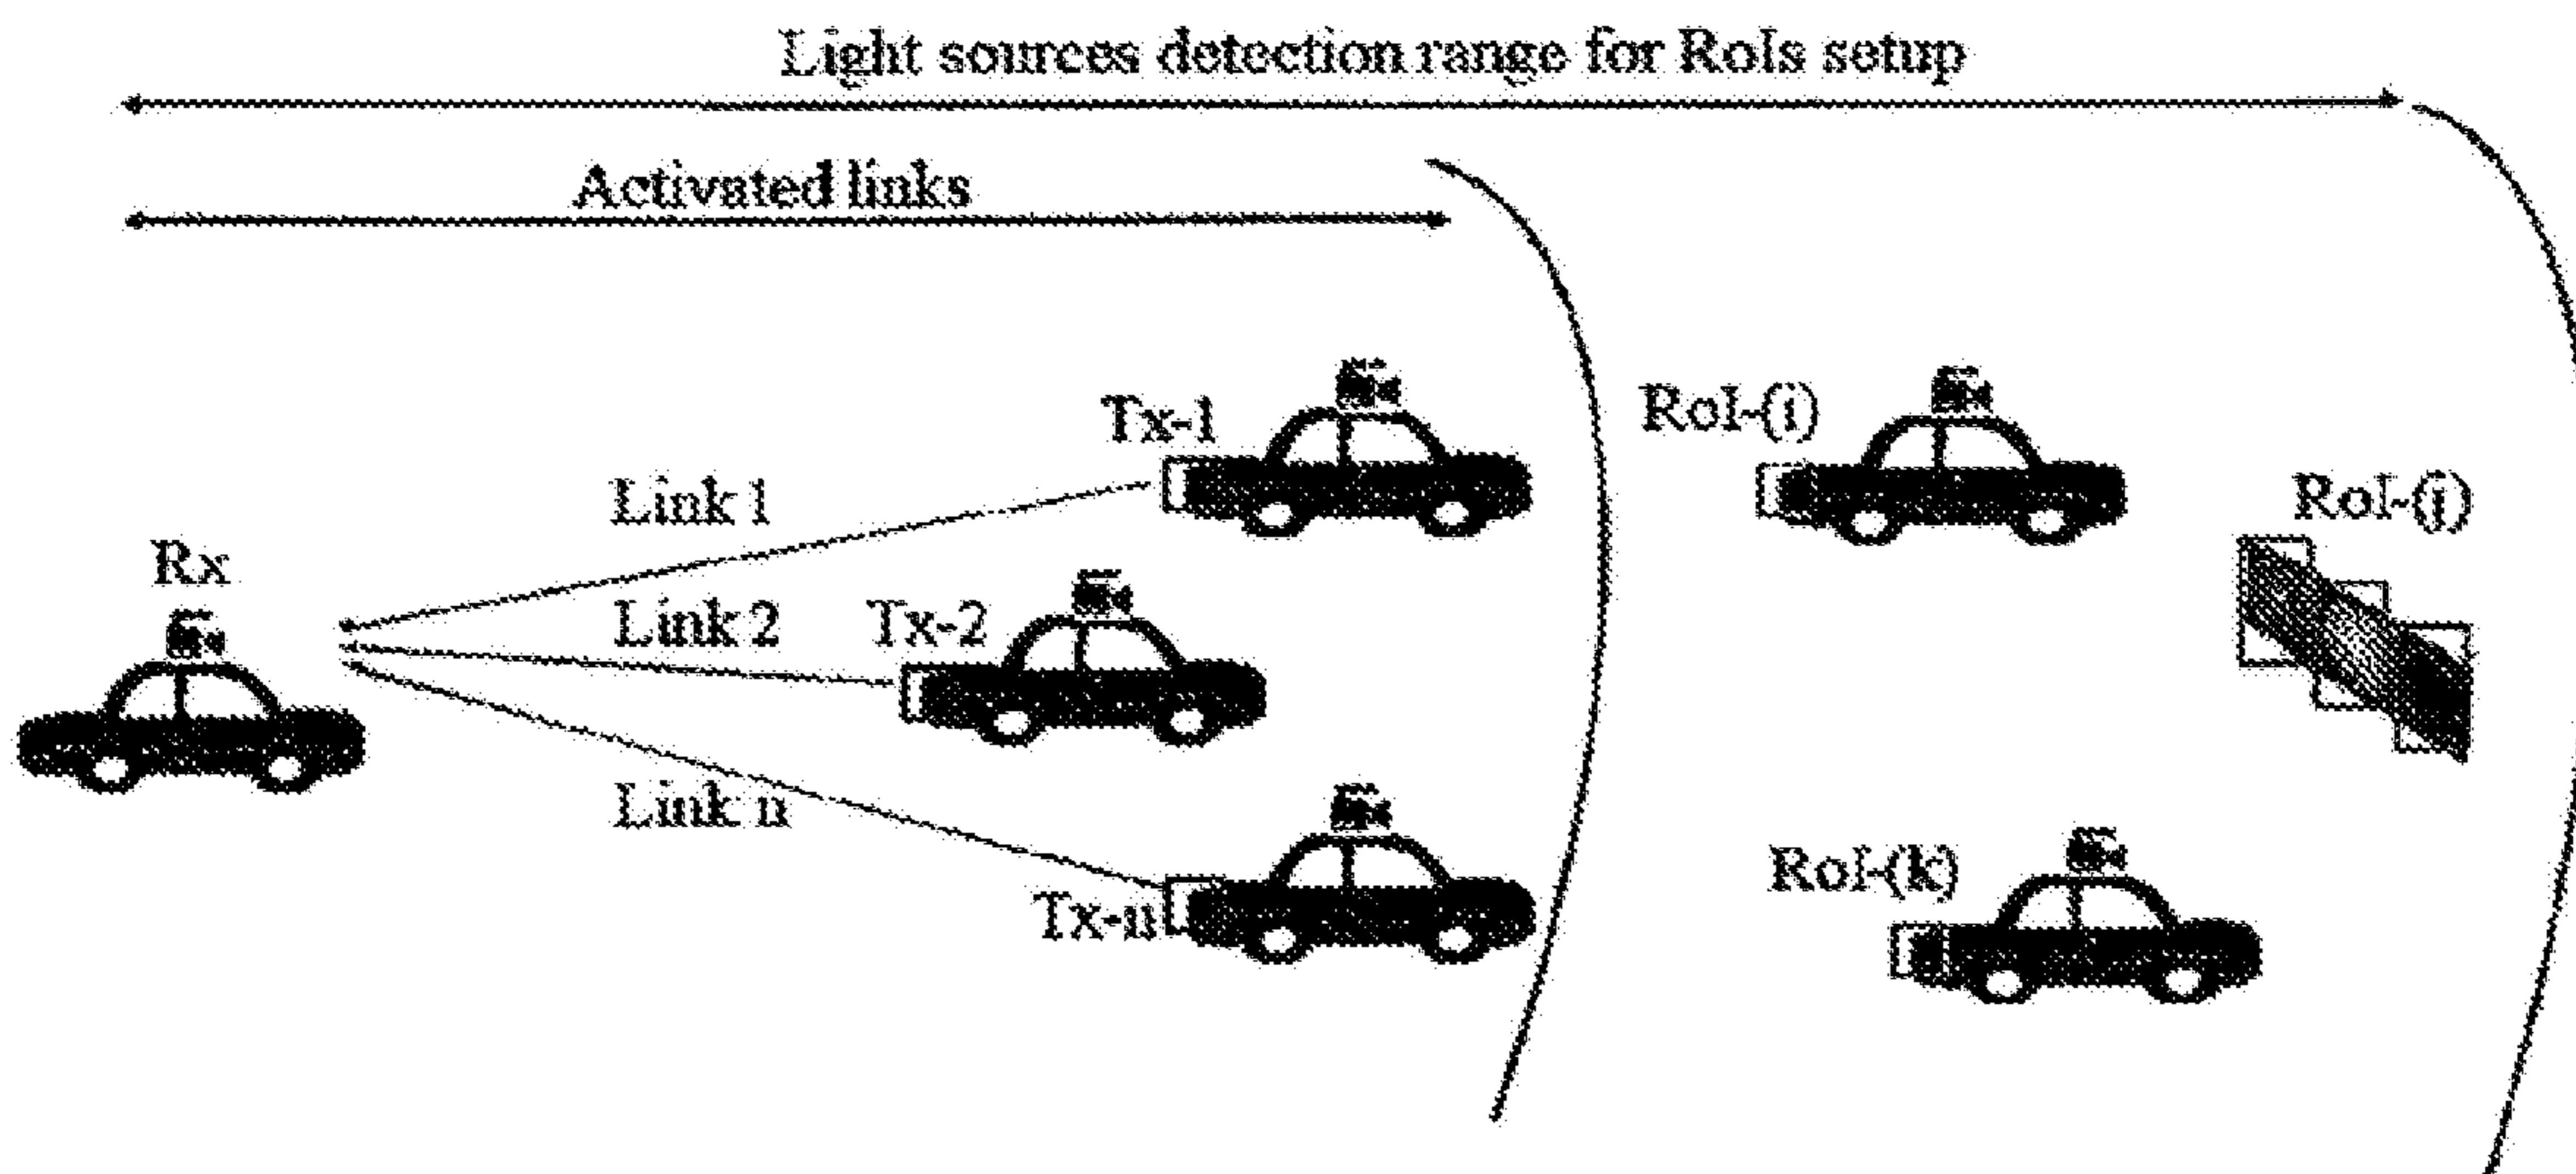 Light sources detection range for RoIs setup
Activated links
Tx-1
RoI-(i)
Link 1
RoI-(j)
Rx
Link 2
Tx-2
Link n
RoI-(k)
Tx-n